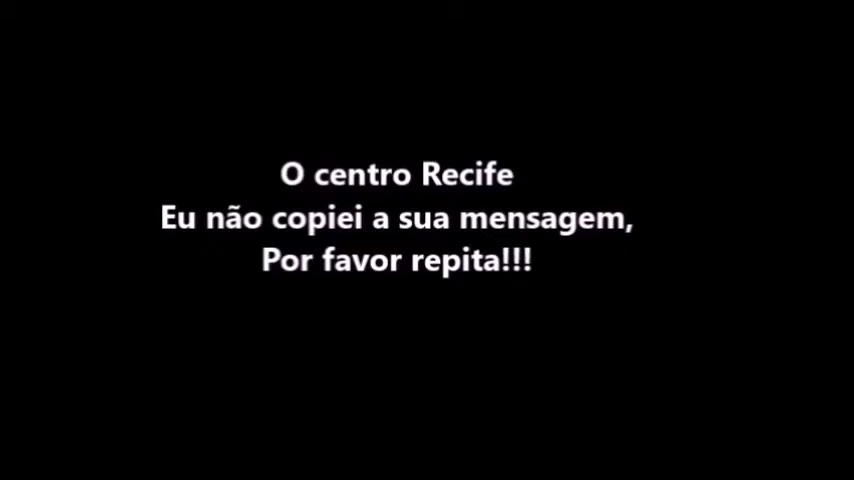 O centro Recife
Eu não copiei a sua mensagem,
Por favor repita!!!